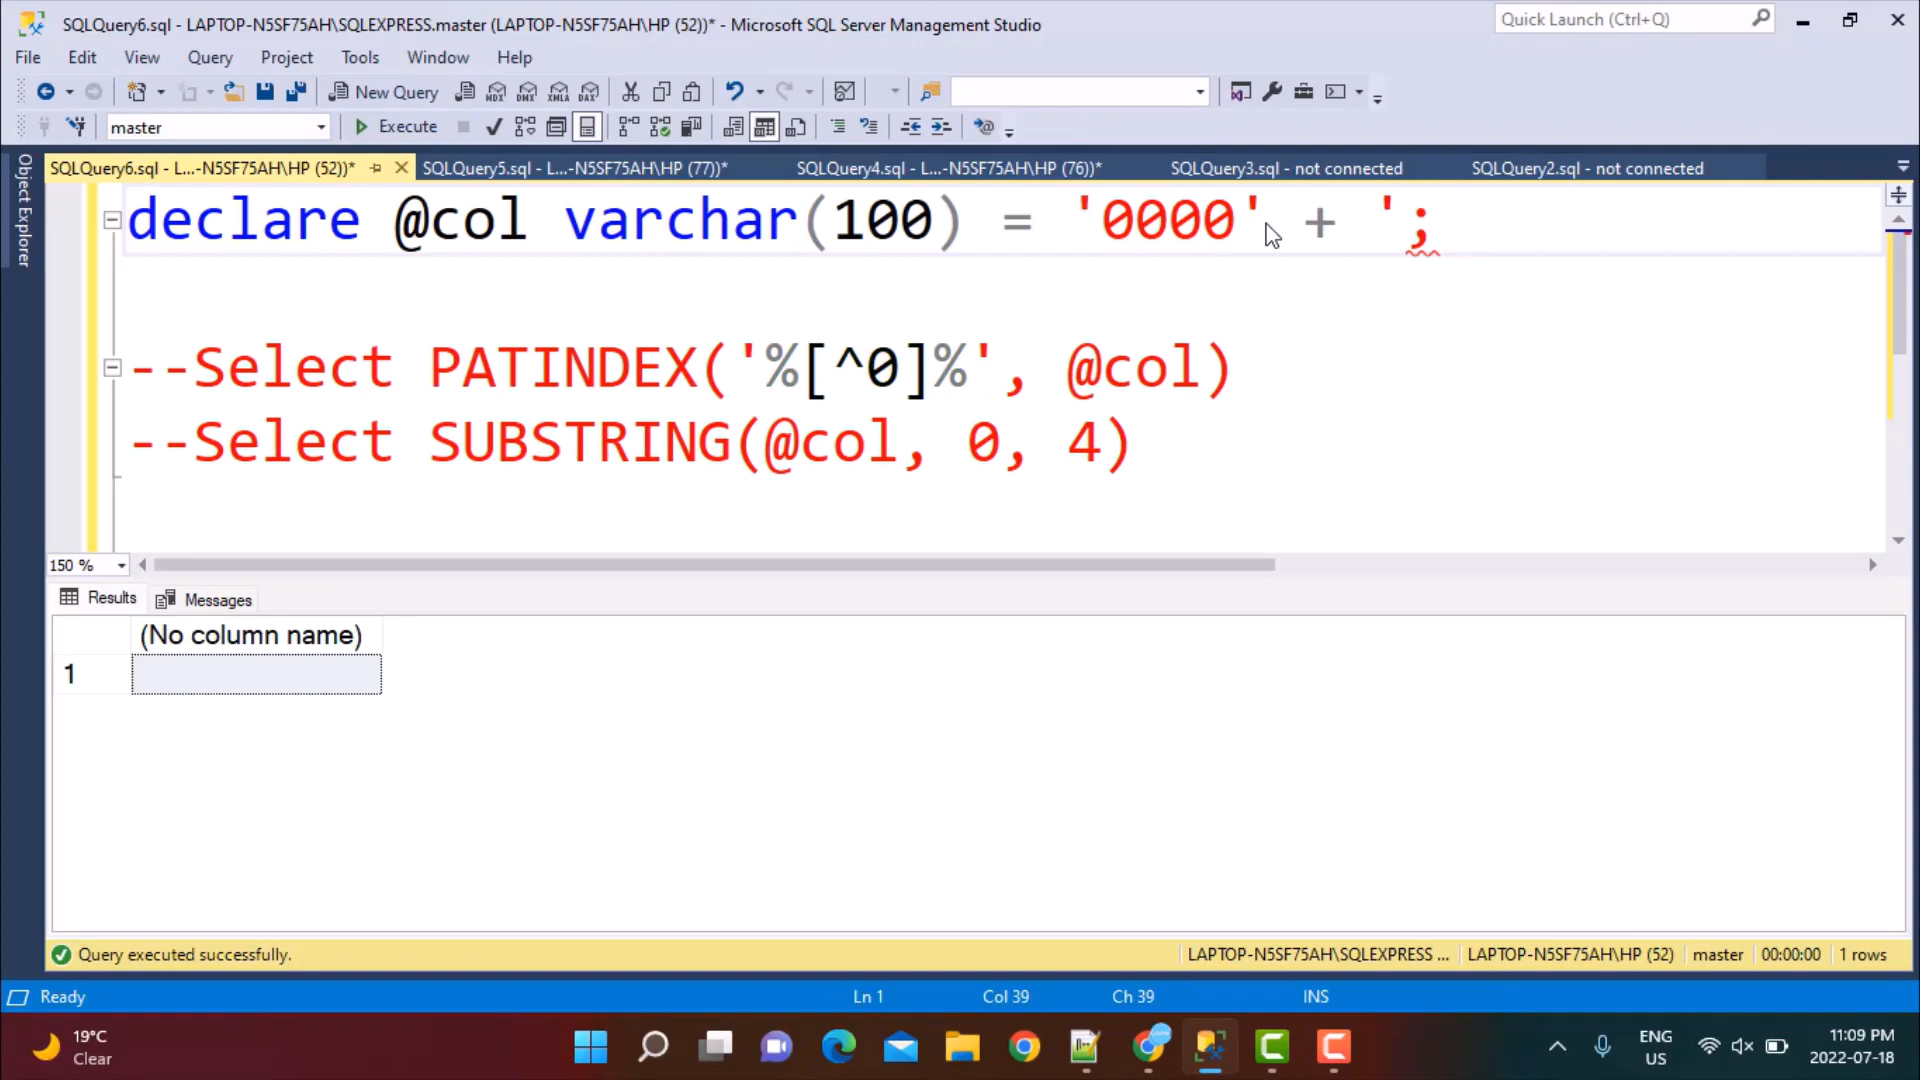 SQLQuery6.sql - LAPTOP-N5SF75AH\SQLEXPRESS.master (LAPTOP-N5SF75AH\HP (52))* - Microsoft SQL Server Management Studio
Quick Launch (Ctrl+Q)
File Edit View Query Project Tools Window Help
New Query MDX DMX XMLA DAX
master Execute
SQLQuery6.sql - L...-N5SF75AH\HP (52))* SQLQuery5.sql - L...-N5SF75AH\HP (77))* SQLQuery4.sql - L...-N5SF75AH\HP (76))* SQLQuery3.sql - not connected SQLQuery2.sql - not connected
Object Explorer
declare @col varchar(100) = '0000' + ';
--Select PATINDEX('%[^0]%', @col)
--Select SUBSTRING(@col, 0, 4)
150 %
Results Messages
(No column name)
1
Query executed successfully. LAPTOP-N5SF75AH\SQLEXPRESS ... LAPTOP-N5SF75AH\HP (52) master 00:00:00 1 rows
Ready Ln 1 Col 39 Ch 39 INS
19°C
Clear
ENG
US
11:09 PM
2022-07-18